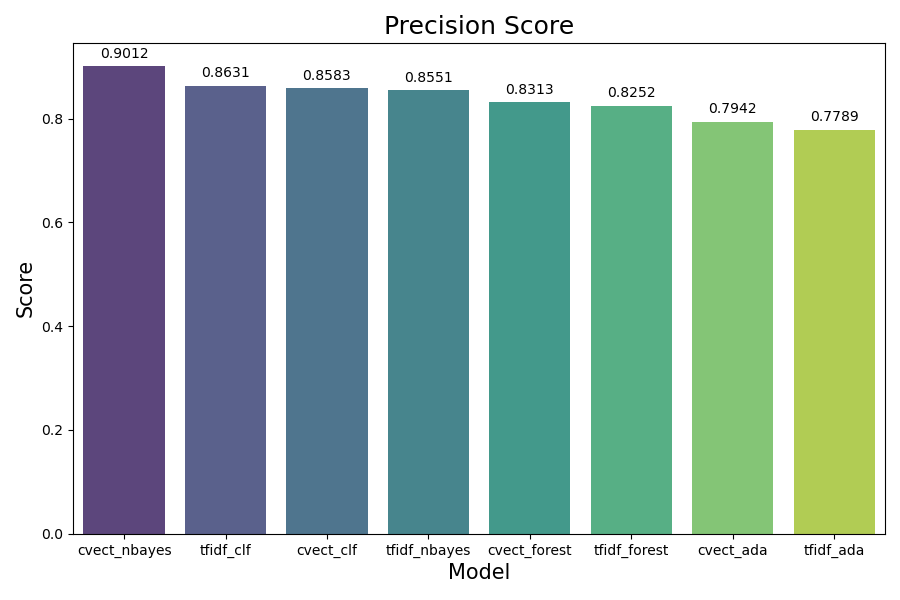 Precision Score
0.9012
0.8631
0.8583
0.8551
0.8313
0.8252
0.7942
0.7789
0.8
0.6
0.4
0.2
0.0
Score
cvect_nbayes
tfidf_clf
cvect_clf
tfidf_nbayes
cvect_forest
tfidf_forest
cvect_ada
tfidf_ada
Model